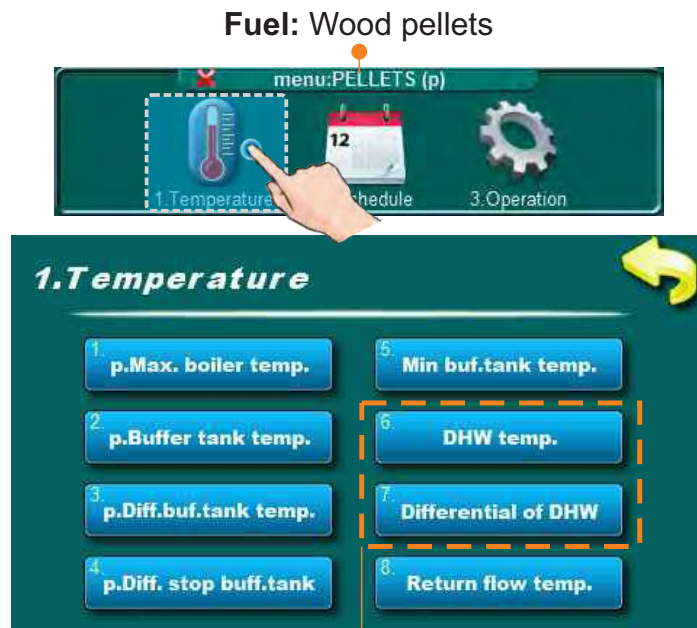 Fuel: Wood pellets
menu:PELLETS (p)
12
1.Temperature
hedule
3.Operation
1.Temperature
1. p.Max. boiler temp.
2. p.Buffer tank temp.
3. p.Diff.buf.tank temp.
4. p.Diff. stop buff.tank
5. Min buf.tank temp.
6. DHW temp.
7. Differential of DHW
8. Return flow temp.